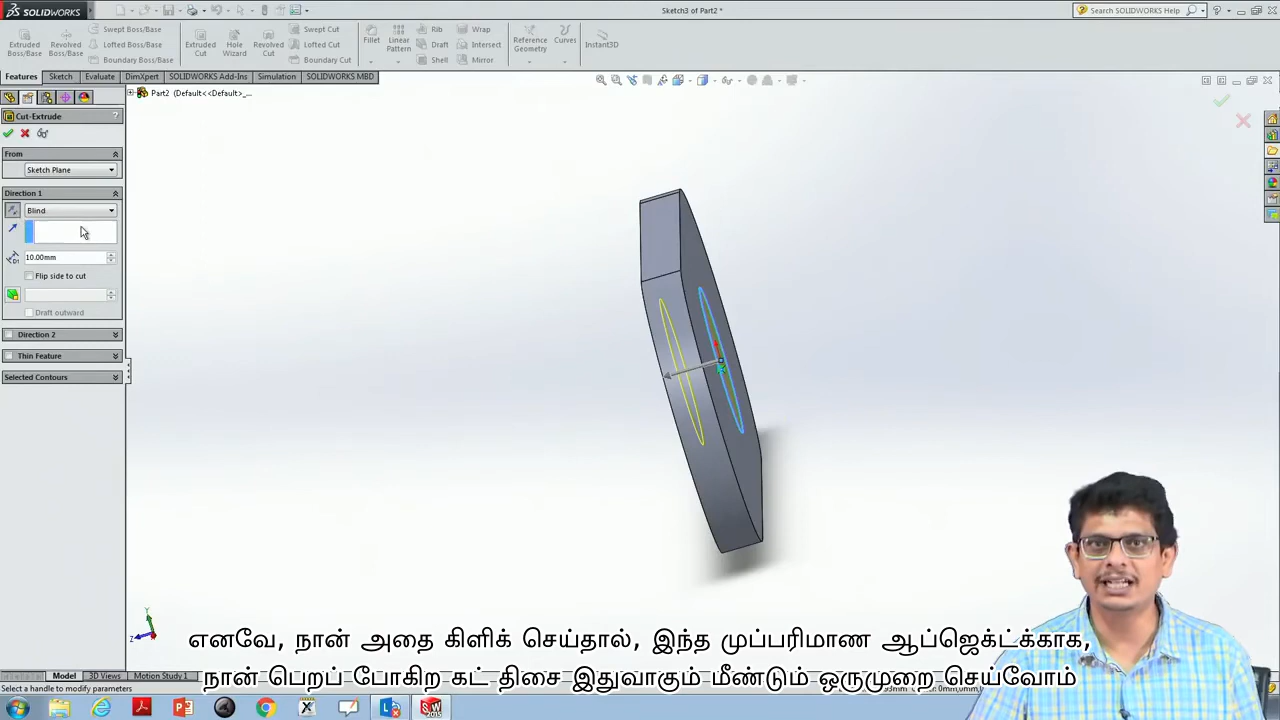 SOLIDWORKS
Sketch3 of Part2 *
Search SOLIDWORKS Help
Extruded Boss/Base
Revolved Boss/Base
Swept Boss/Base
Lofted Boss/Base
Boundary Boss/Base
Extruded Cut
Hole Wizard
Revolved Cut
Swept Cut
Lofted Cut
Boundary Cut
Fillet
Linear Pattern
Rib
Draft
Shell
Wrap
Intersect
Mirror
Reference Geometry
Curves
Instant3D
Features
Sketch
Evaluate
DimXpert
SOLIDWORKS Add-Ins
Simulation
SOLIDWORKS MBD
Part2 (Default<<Default>_...
Cut-Extrude
From
Sketch Plane
Direction 1
Blind
10.00mm
Flip side to cut
Draft outward
Direction 2
Thin Feature
Selected Contours
Y
Z
எனவே, நான் அதை கிளிக் செய்தால், இந்த முப்பரிமாண ஆப்ஜெக்ட்க்காக,
நான் பெறப் போகிற கட் திசை இதுவாகும் மீண்டும் ஒருமுறை செய்வோம்
Model
3D Views
Motion Study 1
Select a handle to modify parameters